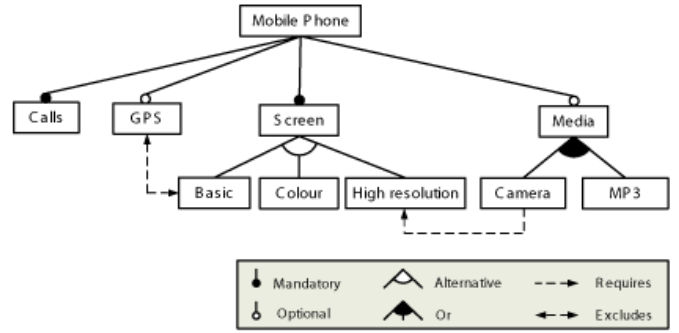 Mobile Phone
Calls
GPS
Screen
Media
Basic
Colour
High resolution
Camera
MP3
Mandatory
Alternative
Requires
Optional
Or
Excludes